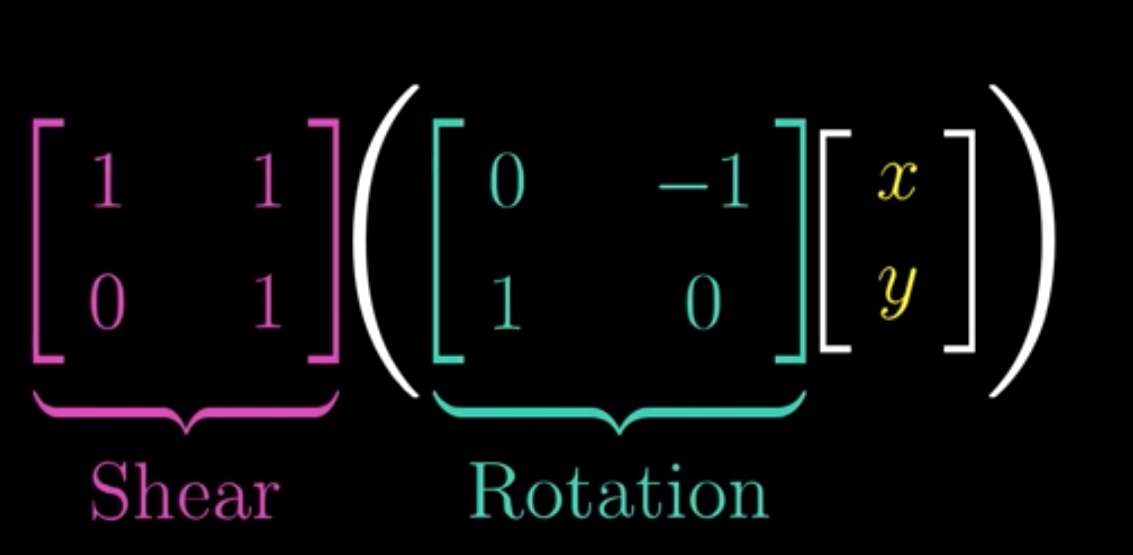 [1 1; 0 1] ( [0 −1; 1 0] [x; y] )
Shear Rotation